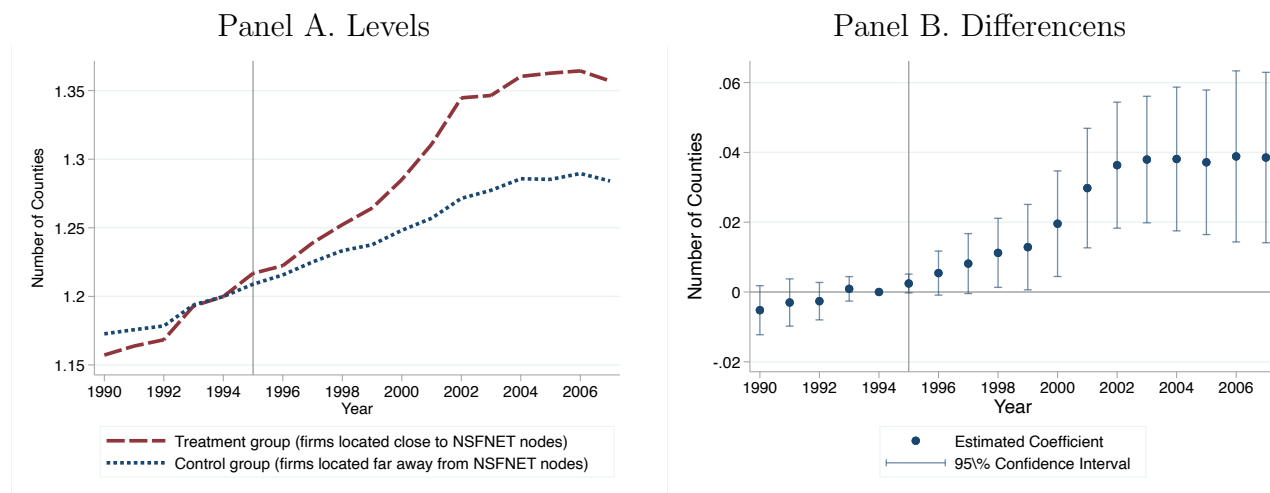 Panel A. Levels
Number of Counties
1.35
1.3
1.25
1.2
1.15
1990 1992 1994 1996 1998 2000 2002 2004 2006
Year
Treatment group (firms located close to NSFNET nodes)
Control group (firms located far away from NSFNET nodes)
Panel B. Differencens
Number of Counties
.06
.04
.02
0
-.02
1990 1992 1994 1996 1998 2000 2002 2004 2006
Year
Estimated Coefficient
95\% Confidence Interval